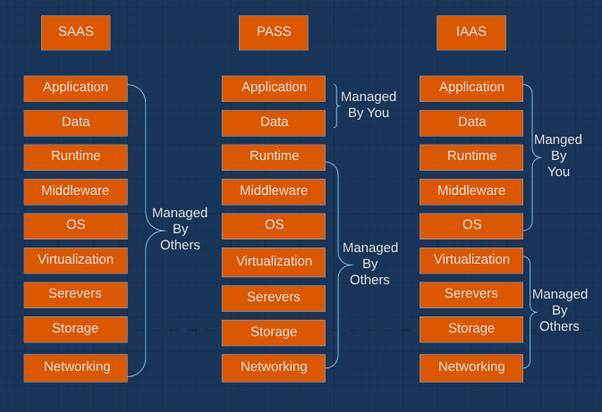 SAAS
Application
Data
Runtime
Middleware
OS
Virtualization
Serevers
Storage
Networking
Managed
By
Others
PASS
Application
Data
Runtime
Middleware
OS
Virtualization
Serevers
Storage
Networking
Managed
By You
Managed
By
Others
IAAS
Application
Data
Runtime
Middleware
OS
Virtualization
Serevers
Storage
Networking
Manged
By
You
Managed
By
Others